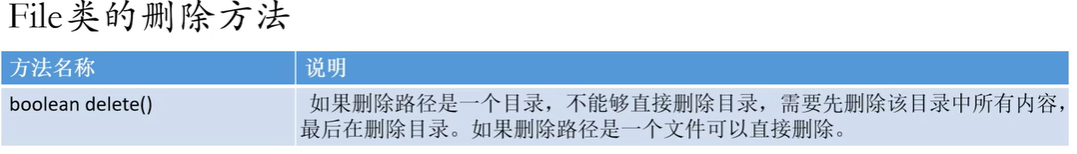 File类的删除方法
方法名称 说明
boolean delete() 如果删除路径是一个目录，不能够直接删除目录，需要先删除该目录中所有内容，
最后在删除目录。如果删除路径是一个文件可以直接删除。